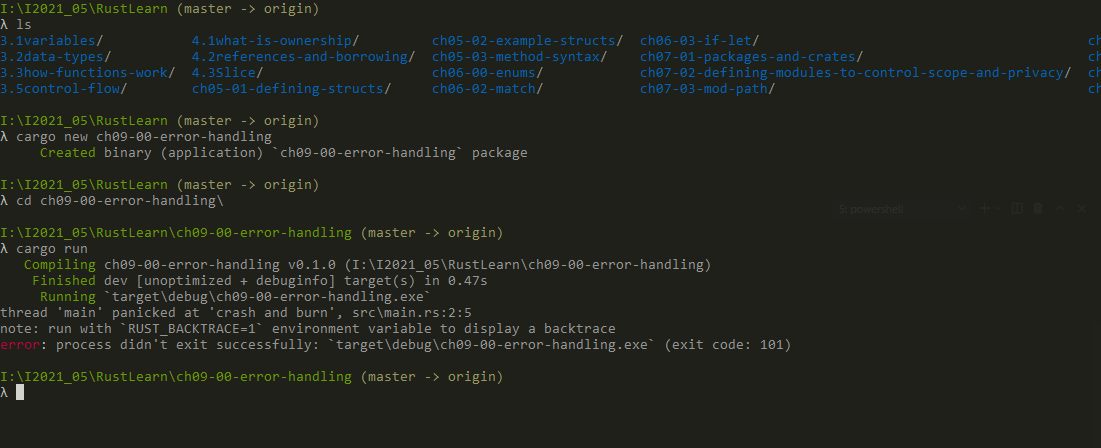 I:\I2021_05\RustLearn (master -> origin)
λ ls
3.1variables/ 4.1what-is-ownership/ ch05-02-example-structs/ ch06-03-if-let/ ch
3.2data-types/ 4.2references-and-borrowing/ ch05-03-method-syntax/ ch07-01-packages-and-crates/ ch
3.3how-functions-work/ 4.3Slice/ ch06-00-enums/ ch07-02-defining-modules-to-control-scope-and-privacy/ ch
3.5control-flow/ ch05-01-defining-structs/ ch06-02-match/ ch07-03-mod-path/ ch
I:\I2021_05\RustLearn (master -> origin)
λ cargo new ch09-00-error-handling
Created binary (application) `ch09-00-error-handling` package
I:\I2021_05\RustLearn (master -> origin)
λ cd ch09-00-error-handling\
5: powershell
I:\I2021_05\RustLearn\ch09-00-error-handling (master -> origin)
λ cargo run
Compiling ch09-00-error-handling v0.1.0 (I:\I2021_05\RustLearn\ch09-00-error-handling)
Finished dev [unoptimized + debuginfo] target(s) in 0.47s
Running `target\debug\ch09-00-error-handling.exe`
thread 'main' panicked at 'crash and burn', src\main.rs:2:5
note: run with `RUST_BACKTRACE=1` environment variable to display a backtrace
error: process didn't exit successfully: `target\debug\ch09-00-error-handling.exe` (exit code: 101)
I:\I2021_05\RustLearn\ch09-00-error-handling (master -> origin)
λ